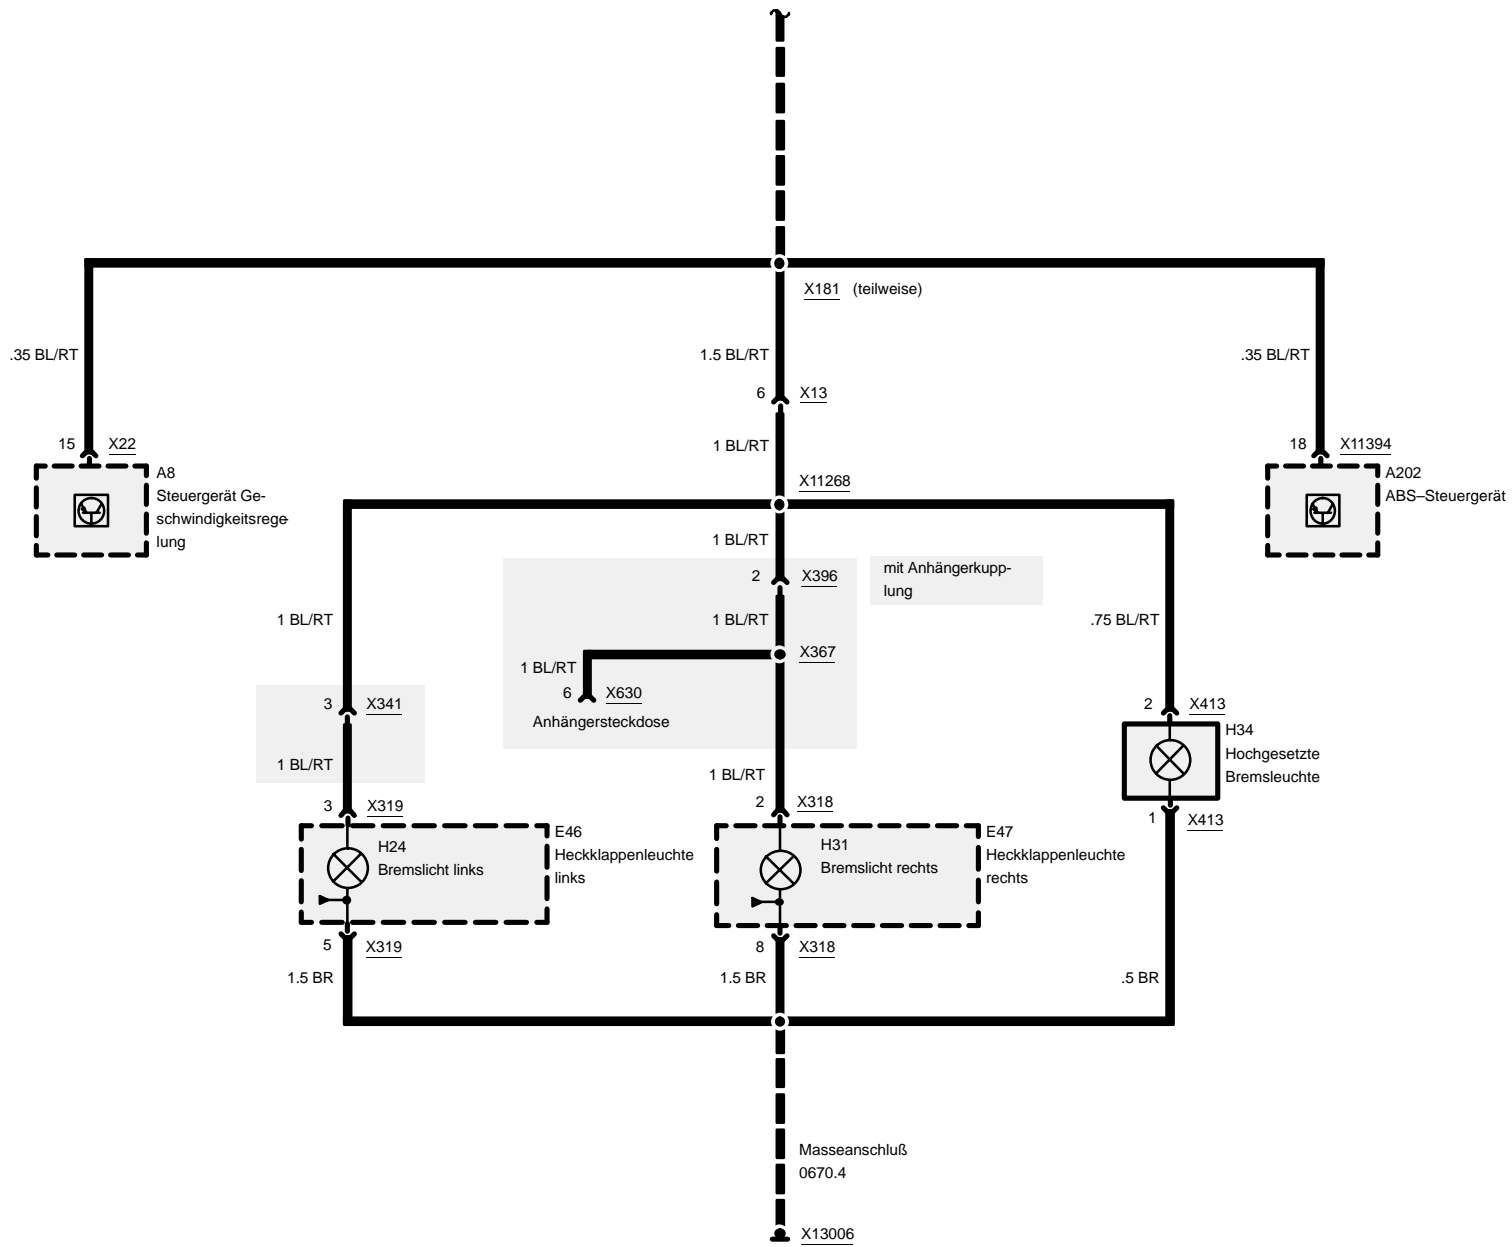 X181 (teilweise)
.35 BL/RT
1.5 BL/RT
.35 BL/RT
6 X13
15 X22
1 BL/RT
18 X11394
A8
Steuergerät Ge-
schwindigkeitsrege-
lung
A202
ABS–Steuergerät
X11268
1 BL/RT
mit Anhängerkupp-
lung
2 X396
1 BL/RT
1 BL/RT
.75 BL/RT
X367
1 BL/RT
6 X630
Anhängersteckdose
3 X341
1 BL/RT
2 X413
H34
Hochgesetzte
Bremsleuchte
1 X413
1 BL/RT
3 X319
2 X318
E46
Heckklappenleuchte
links
H24
Bremslicht links
E47
Heckklappenleuchte
rechts
H31
Bremslicht rechts
5 X319
8 X318
1.5 BR
1.5 BR
.5 BR
Masseanschluß
0670.4
X13006